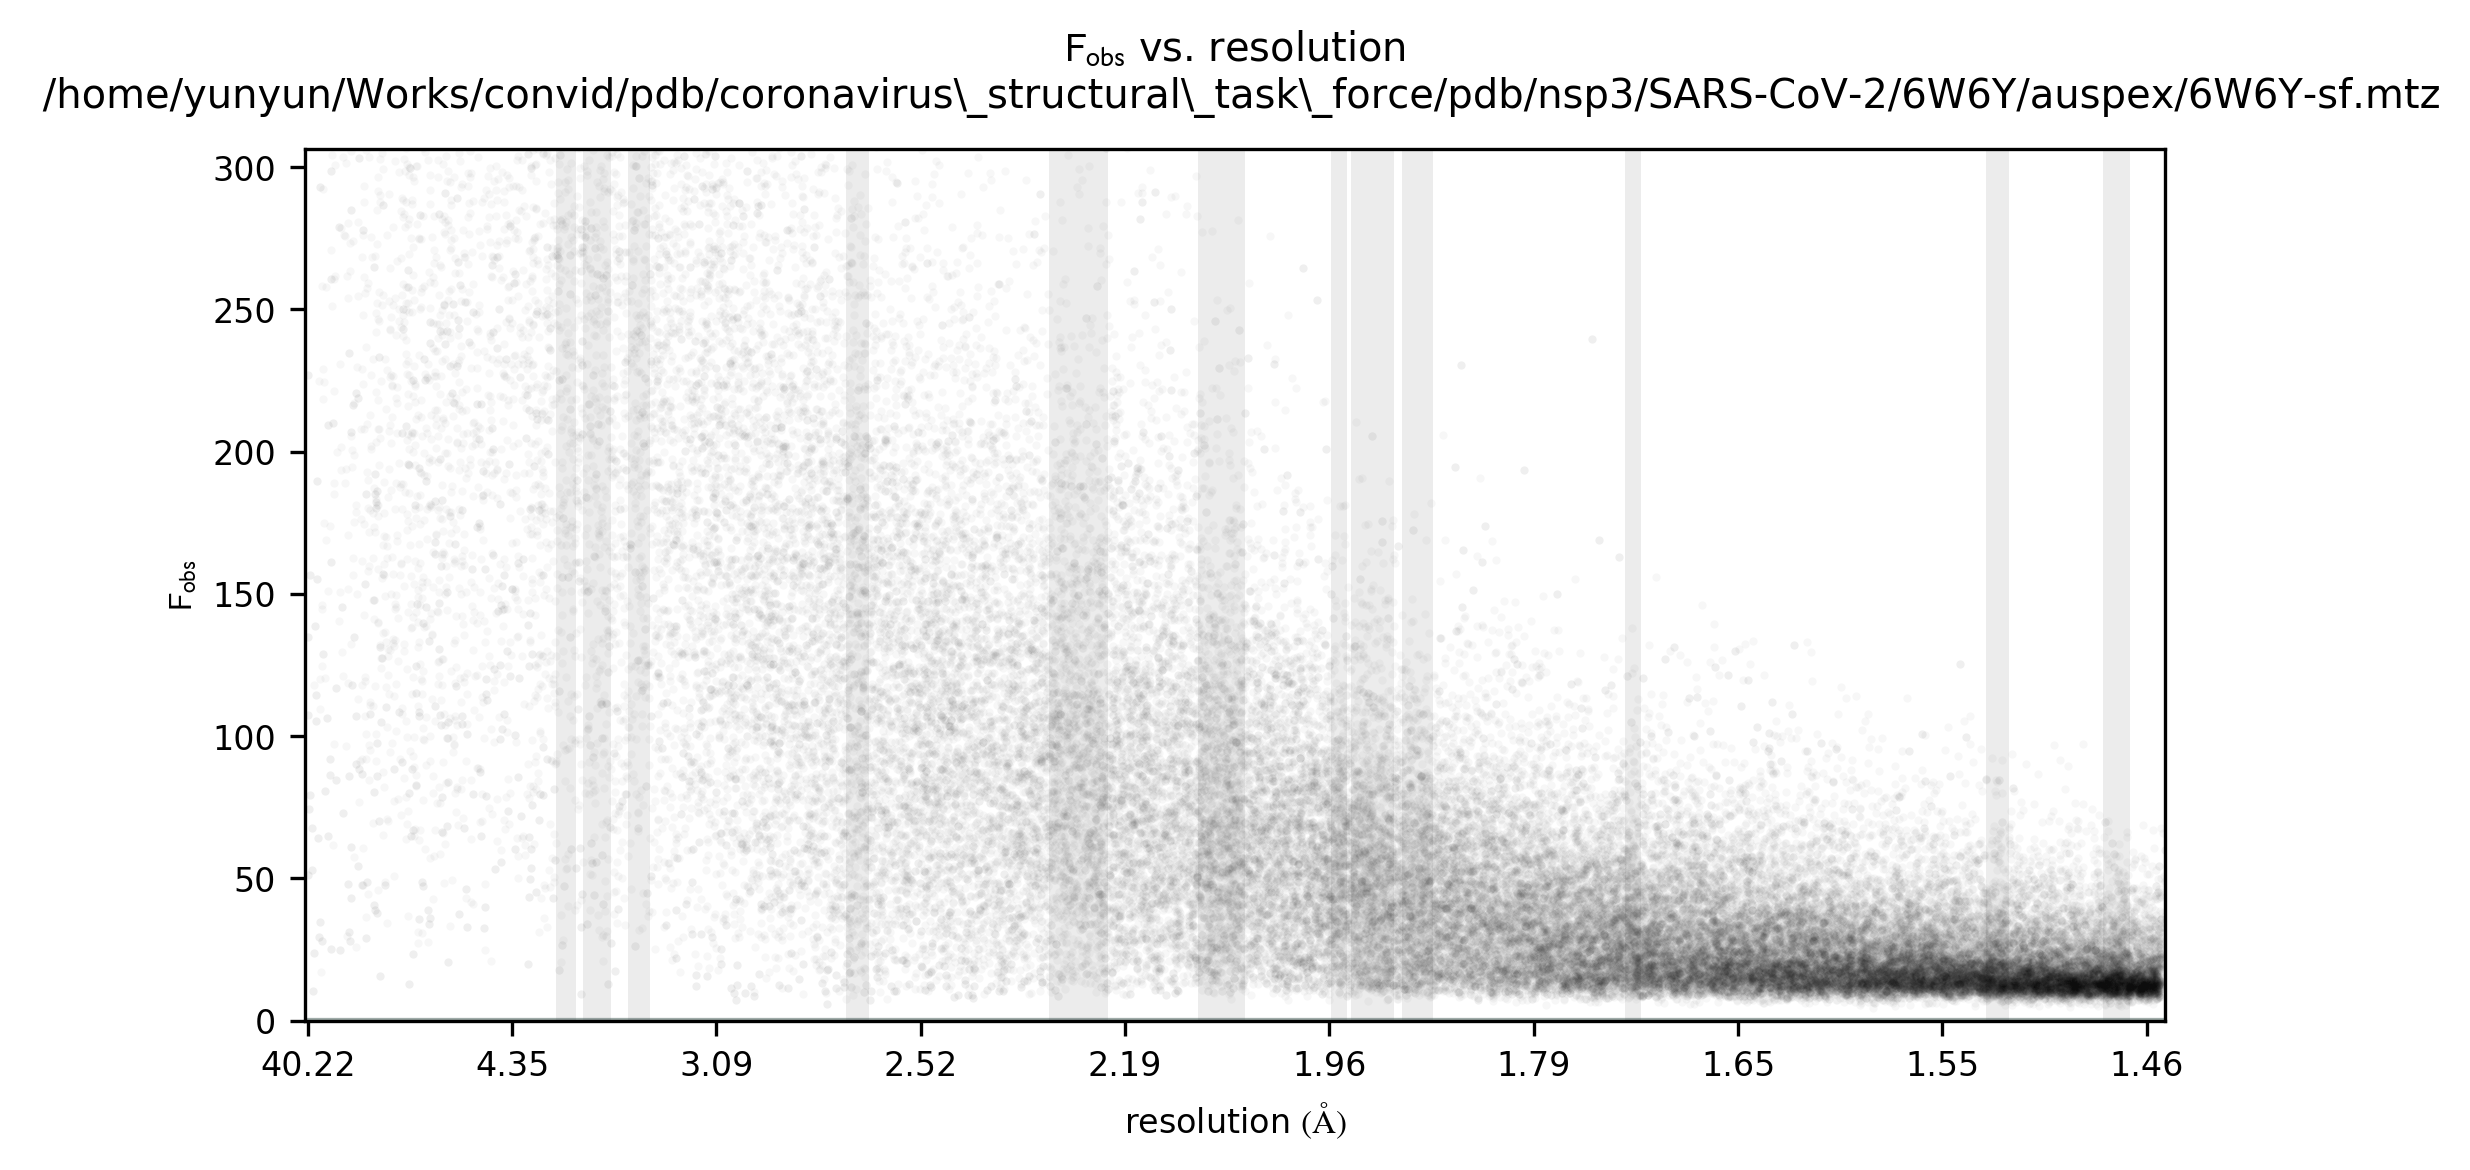 Fobs vs. resolution
/home/yunyun/Works/convid/pdb/coronavirus\_structural\_task\_force/pdb/nsp3/SARS-CoV-2/6W6Y/auspex/6W6Y-sf.mtz
300
250
200
150
100
50
0
Fobs
40.22 4.35 3.09 2.52 2.19 1.96 1.79 1.65 1.55 1.46
resolution (Å)